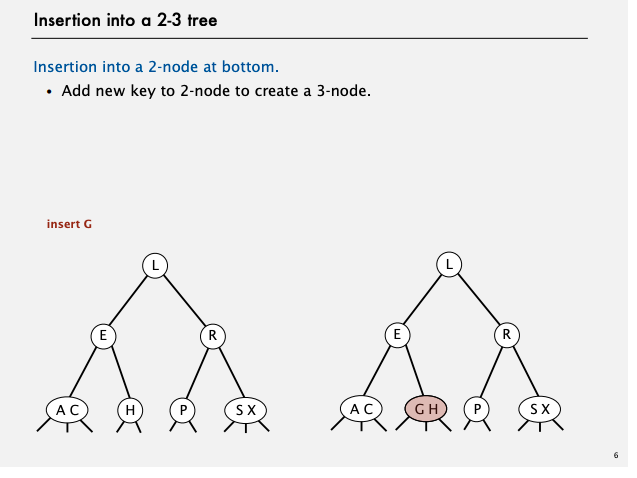 Insertion into a 2-3 tree
Insertion into a 2-node at bottom.
• Add new key to 2-node to create a 3-node.
insert G
L
E R
A C H P S X
L
E R
A C G H P S X
6